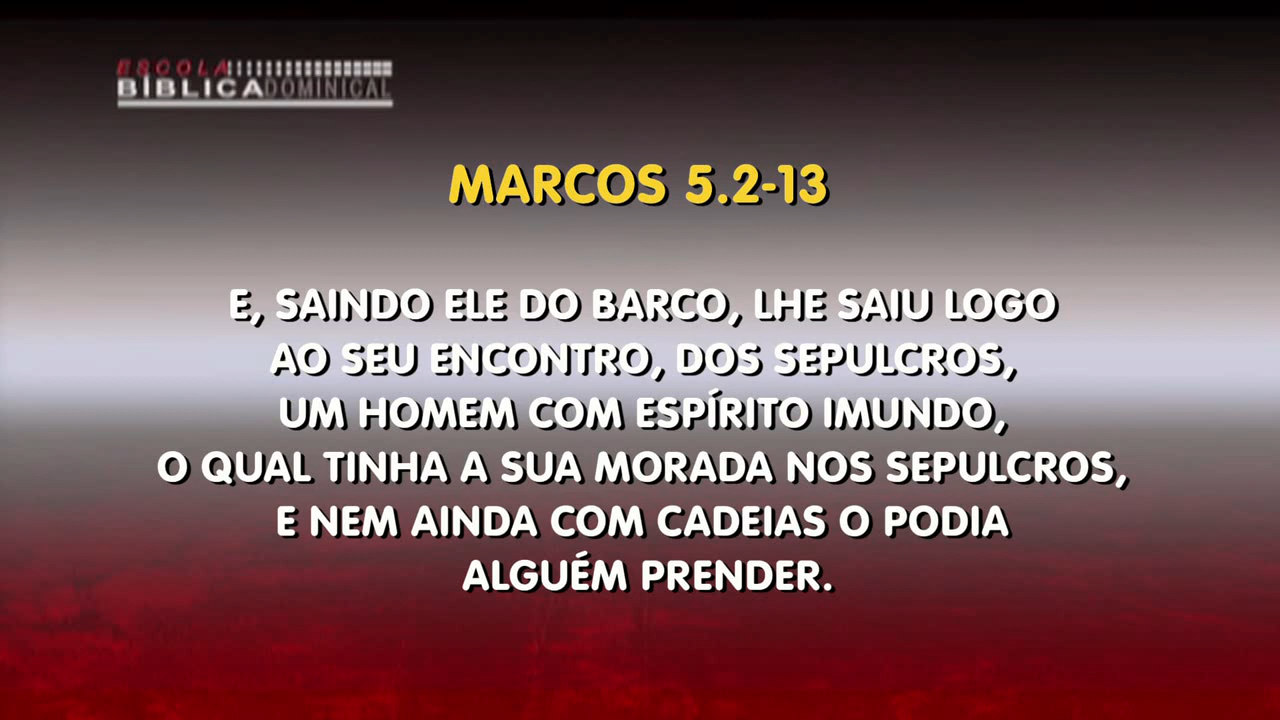 ESCOLA
BÍBLICA DOMINICAL
MARCOS 5.2-13
E, SAINDO ELE DO BARCO, LHE SAIU LOGO
AO SEU ENCONTRO, DOS SEPULCROS,
UM HOMEM COM ESPÍRITO IMUNDO,
O QUAL TINHA A SUA MORADA NOS SEPULCROS,
E NEM AINDA COM CADEIAS O PODIA
ALGUÉM PRENDER.